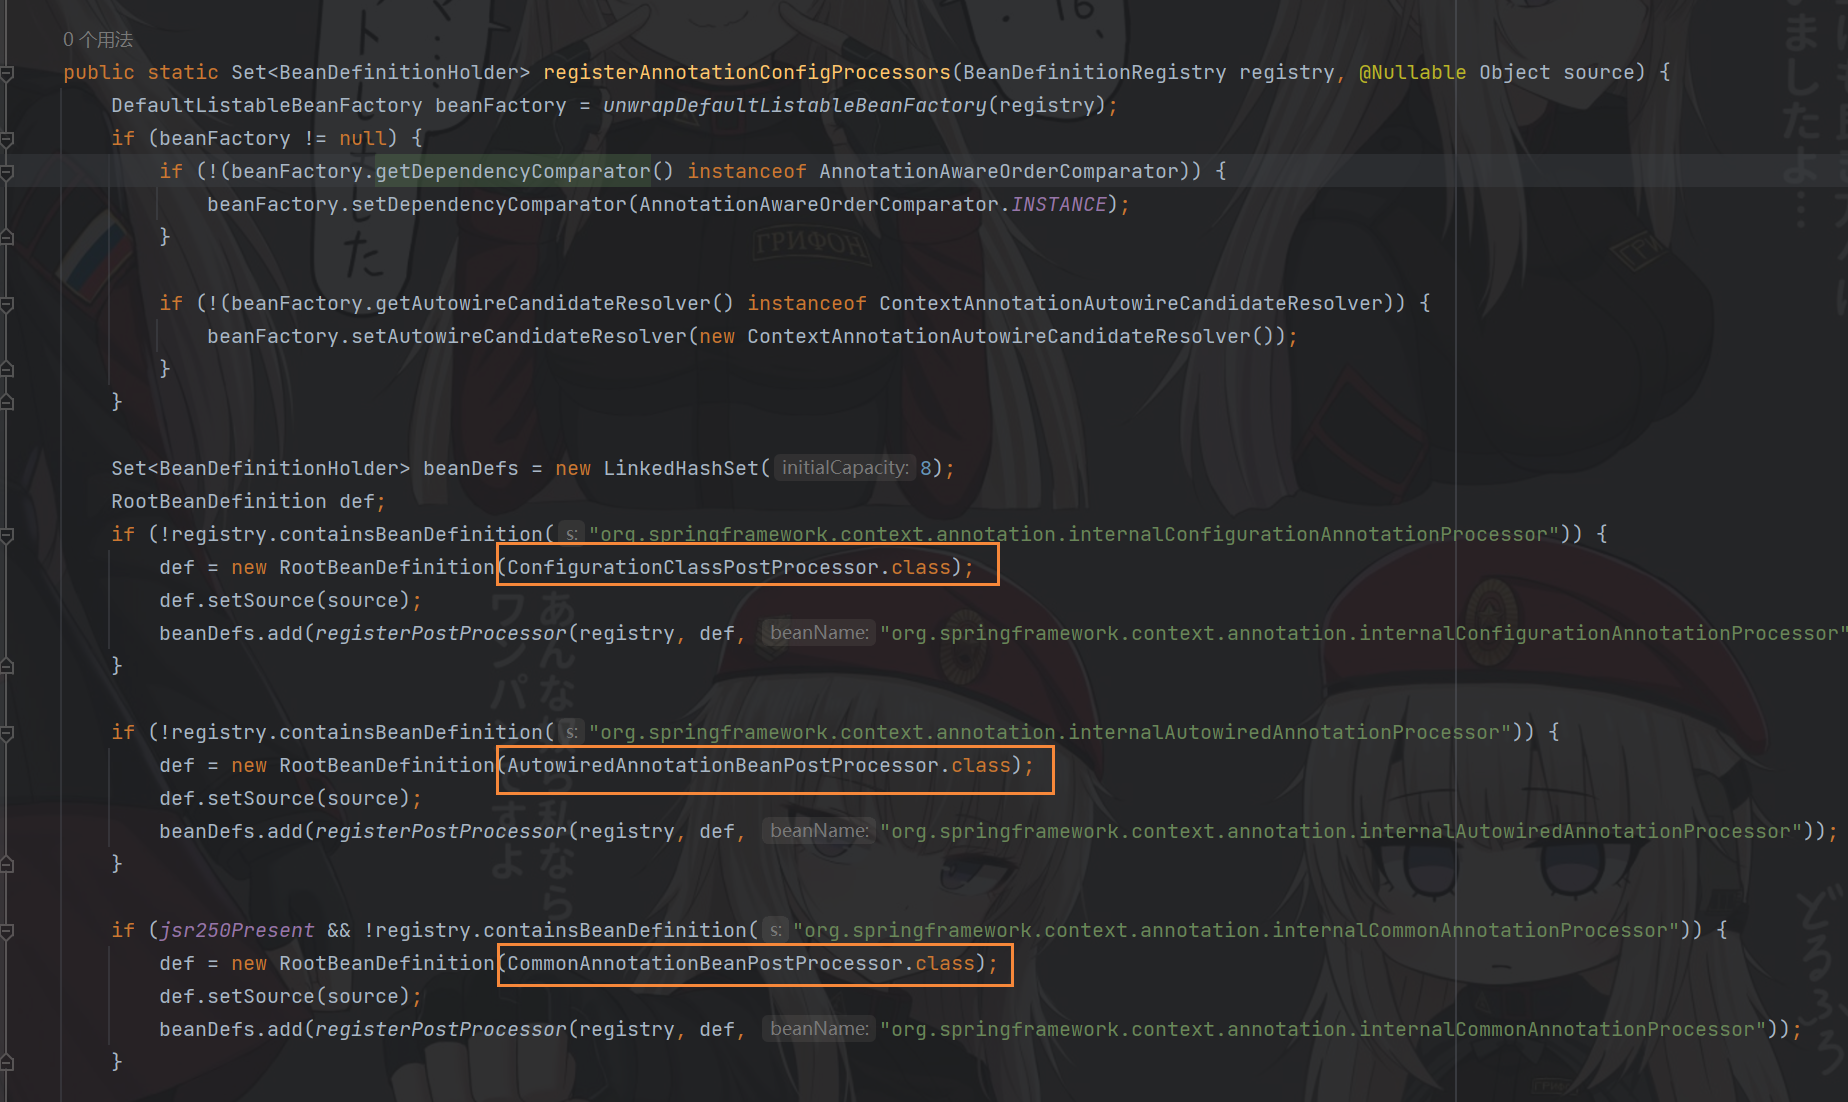 0 个用法
public static Set<BeanDefinitionHolder> registerAnnotationConfigProcessors(BeanDefinitionRegistry registry, @Nullable Object source) {
DefaultListableBeanFactory beanFactory = unwrapDefaultListableBeanFactory(registry);
if (beanFactory != null) {
if (!(beanFactory.getDependencyComparator() instanceof AnnotationAwareOrderComparator)) {
beanFactory.setDependencyComparator(AnnotationAwareOrderComparator.INSTANCE);
}
if (!(beanFactory.getAutowireCandidateResolver() instanceof ContextAnnotationAutowireCandidateResolver)) {
beanFactory.setAutowireCandidateResolver(new ContextAnnotationAutowireCandidateResolver());
}
}
Set<BeanDefinitionHolder> beanDefs = new LinkedHashSet( initialCapacity: 8);
RootBeanDefinition def;
if (!registry.containsBeanDefinition( s: "org.springframework.context.annotation.internalConfigurationAnnotationProcessor")) {
def = new RootBeanDefinition(ConfigurationClassPostProcessor.class);
def.setSource(source);
beanDefs.add(registerPostProcessor(registry, def, beanName: "org.springframework.context.annotation.internalConfigurationAnnotationProcessor"
}
if (!registry.containsBeanDefinition( s: "org.springframework.context.annotation.internalAutowiredAnnotationProcessor")) {
def = new RootBeanDefinition(AutowiredAnnotationBeanPostProcessor.class);
def.setSource(source);
beanDefs.add(registerPostProcessor(registry, def, beanName: "org.springframework.context.annotation.internalAutowiredAnnotationProcessor"));
}
if (jsr250Present && !registry.containsBeanDefinition( s: "org.springframework.context.annotation.internalCommonAnnotationProcessor")) {
def = new RootBeanDefinition(CommonAnnotationBeanPostProcessor.class);
def.setSource(source);
beanDefs.add(registerPostProcessor(registry, def, beanName: "org.springframework.context.annotation.internalCommonAnnotationProcessor"));
}
ГРИФОН